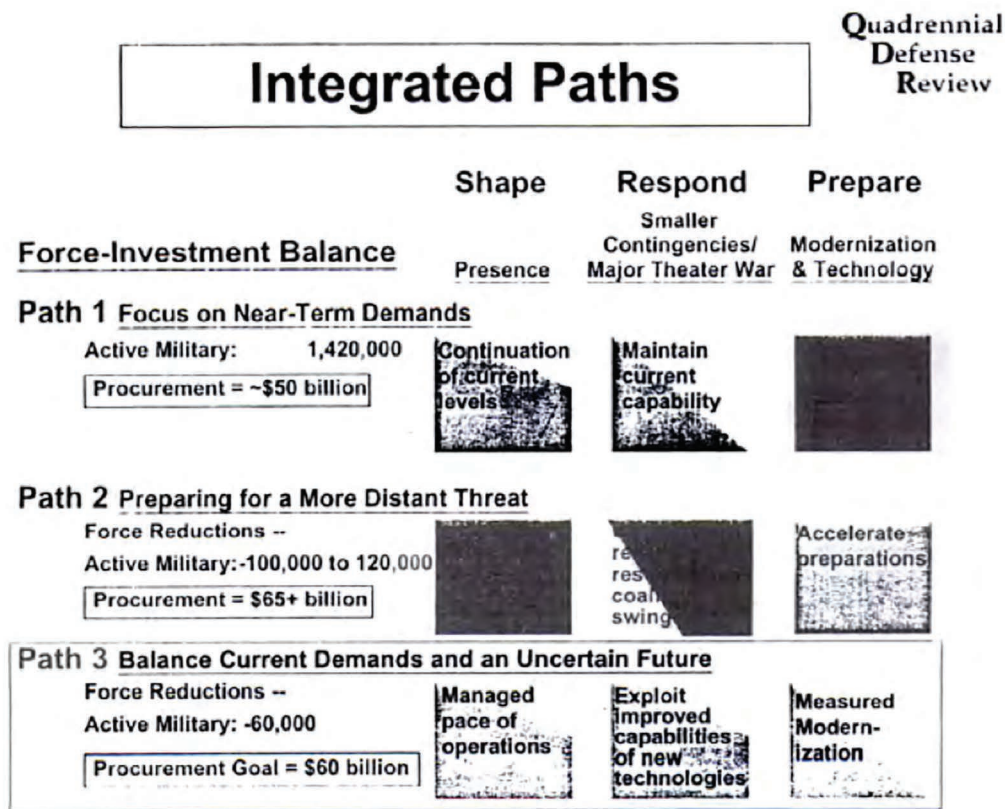 Quadrennial
Defense
Review
Integrated Paths
Shape Respond Prepare
Force-Investment Balance
Presence
Smaller
Contingencies/
Major Theater War
Modernization
& Technology
Path 1 Focus on Near-Term Demands
Active Military: 1,420,000
Procurement = ~$50 billion
Continuation
of current
levels
Maintain
current
capability
Path 2 Preparing for a More Distant Threat
Force Reductions --
Active Military:-100,000 to 120,000
Procurement = $65+ billion
swing
Accelerate
preparations
Path 3 Balance Current Demands and an Uncertain Future
Force Reductions --
Active Military: -60,000
Procurement Goal = $60 billion
Managed
pace of
operations
Exploit
improved
capabilities
of new
technologies
Measured
Modern-
ization